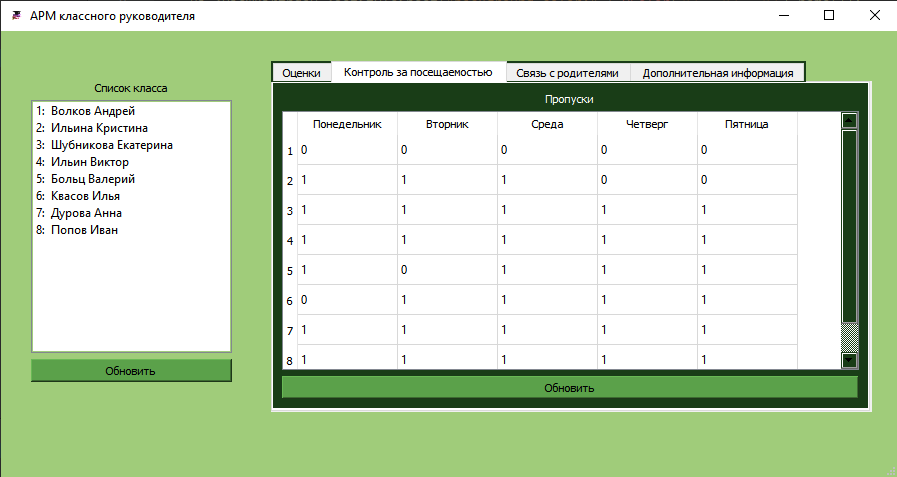 АРМ классного руководителя
Список класса
1: Волков Андрей
2: Ильина Кристина
3: Шубникова Екатерина
4: Ильин Виктор
5: Больц Валерий
6: Квасов Илья
7: Дурова Анна
8: Попов Иван
Обновить
Оценки Контроль за посещаемостью Связь с родителями Дополнительная информация
Пропуски
Понедельник Вторник Среда Четверг Пятница
1 0 0 0 0 0
2 1 1 1 0 0
3 1 1 1 1 1
4 1 1 1 1 1
5 1 0 1 1 1
6 0 1 1 1 1
7 1 1 1 1 1
8 1 1 1 1 1
Обновить